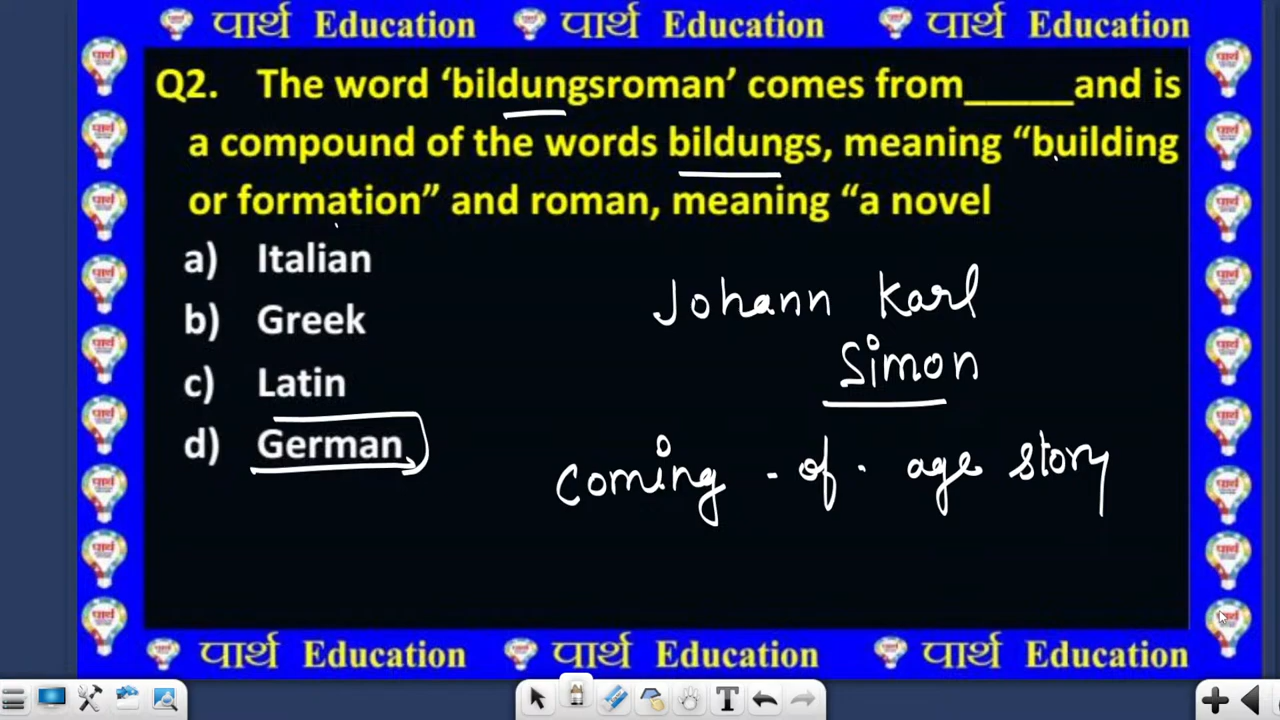 पार्थ Education पार्थ Education पार्थ Education
Q2. The word ‘bildungsroman’ comes from_____and is
a compound of the words bildungs, meaning “building
or formation” and roman, meaning “a novel
a) Italian
b) Greek
c) Latin
d) German
Johann Karl
Simon
coming - of - age story
पार्थ Education पार्थ Education पार्थ Education